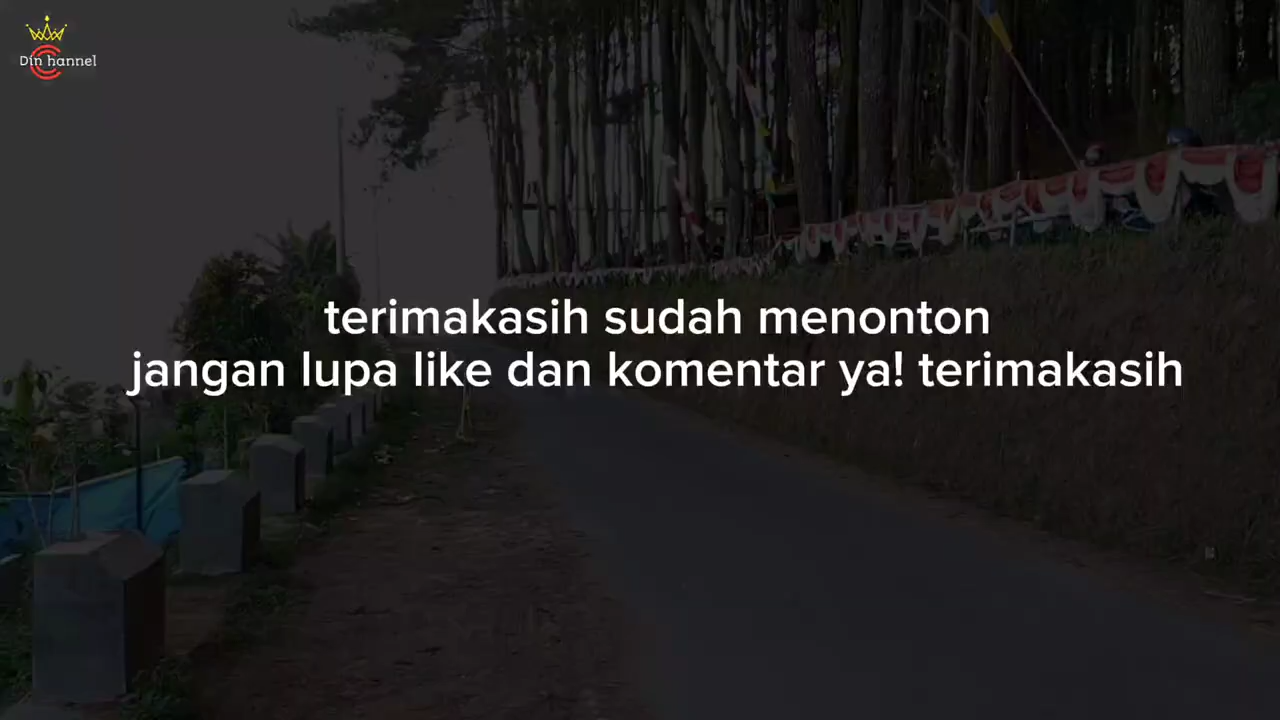 Din hannel
terimakasih sudah menonton
jangan lupa like dan komentar ya! terimakasih